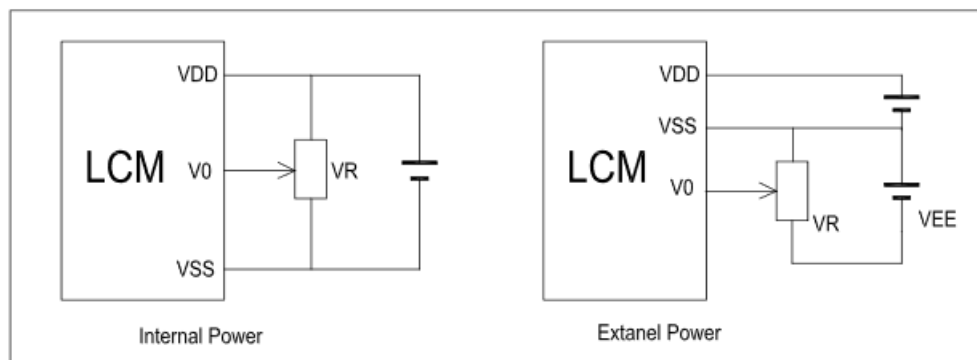 VDD
LCM
V0
VR
VSS
Internal Power
VDD
VSS
LCM
V0
VR
VEE
Extanel Power